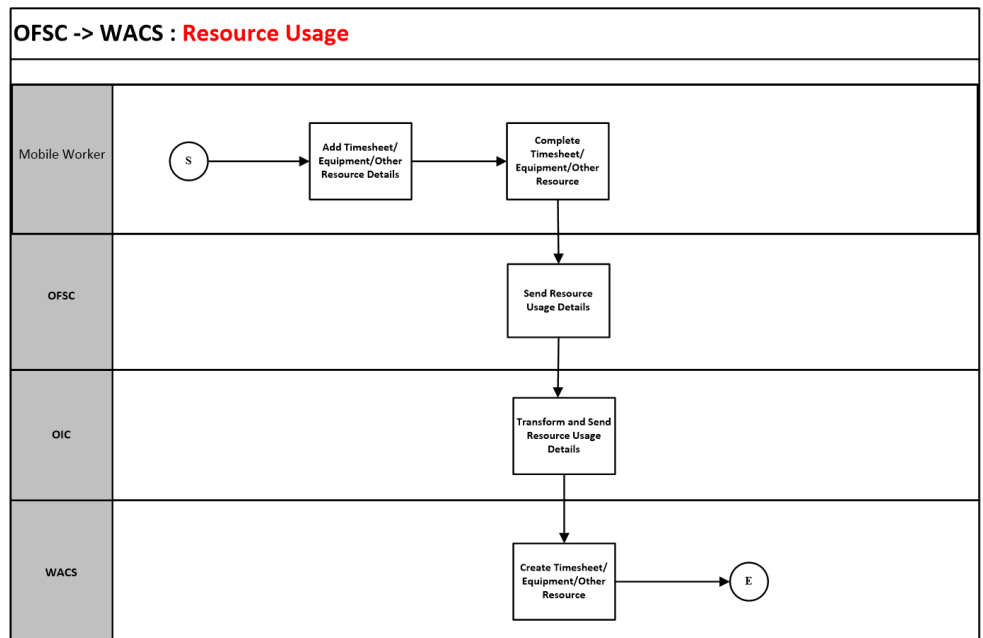 OFSC -> WACS : Resource Usage
Mobile Worker
S
Add Timesheet/
Equipment/Other
Resource Details
Complete
Timesheet/
Equipment/Other
Resource
OFSC
Send Resource
Usage Details
OIC
Transform and Send
Resource Usage
Details
WACS
Create Timesheet/
Equipment/Other
Resource
E